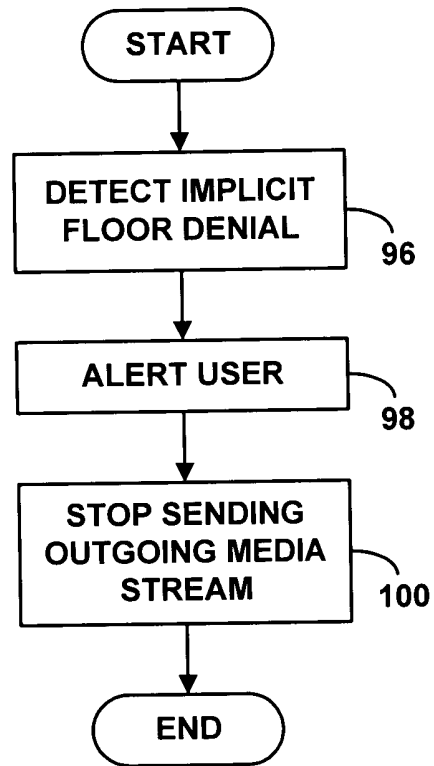 START
DETECT IMPLICIT
FLOOR DENIAL
96
ALERT USER
98
STOP SENDING
OUTGOING MEDIA
STREAM
100
END